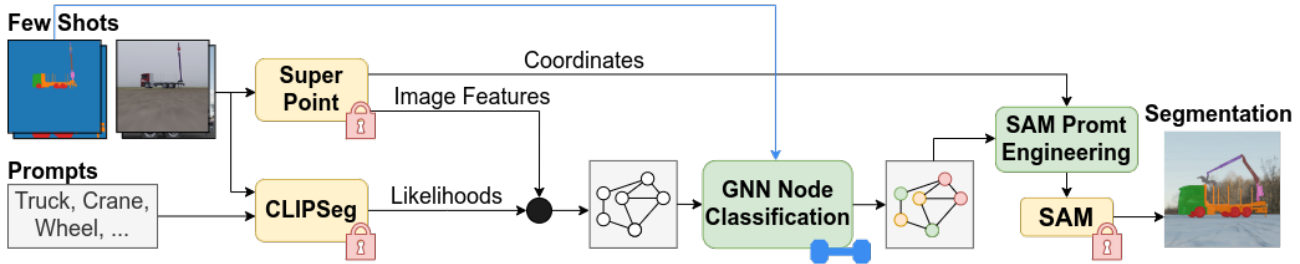 Few Shots
Super
Point
Coordinates
Image Features
Prompts
Truck, Crane,
Wheel, ...
CLIPSeg
Likelihoods
GNN Node
Classification
SAM Promt
Engineering
SAM
Segmentation